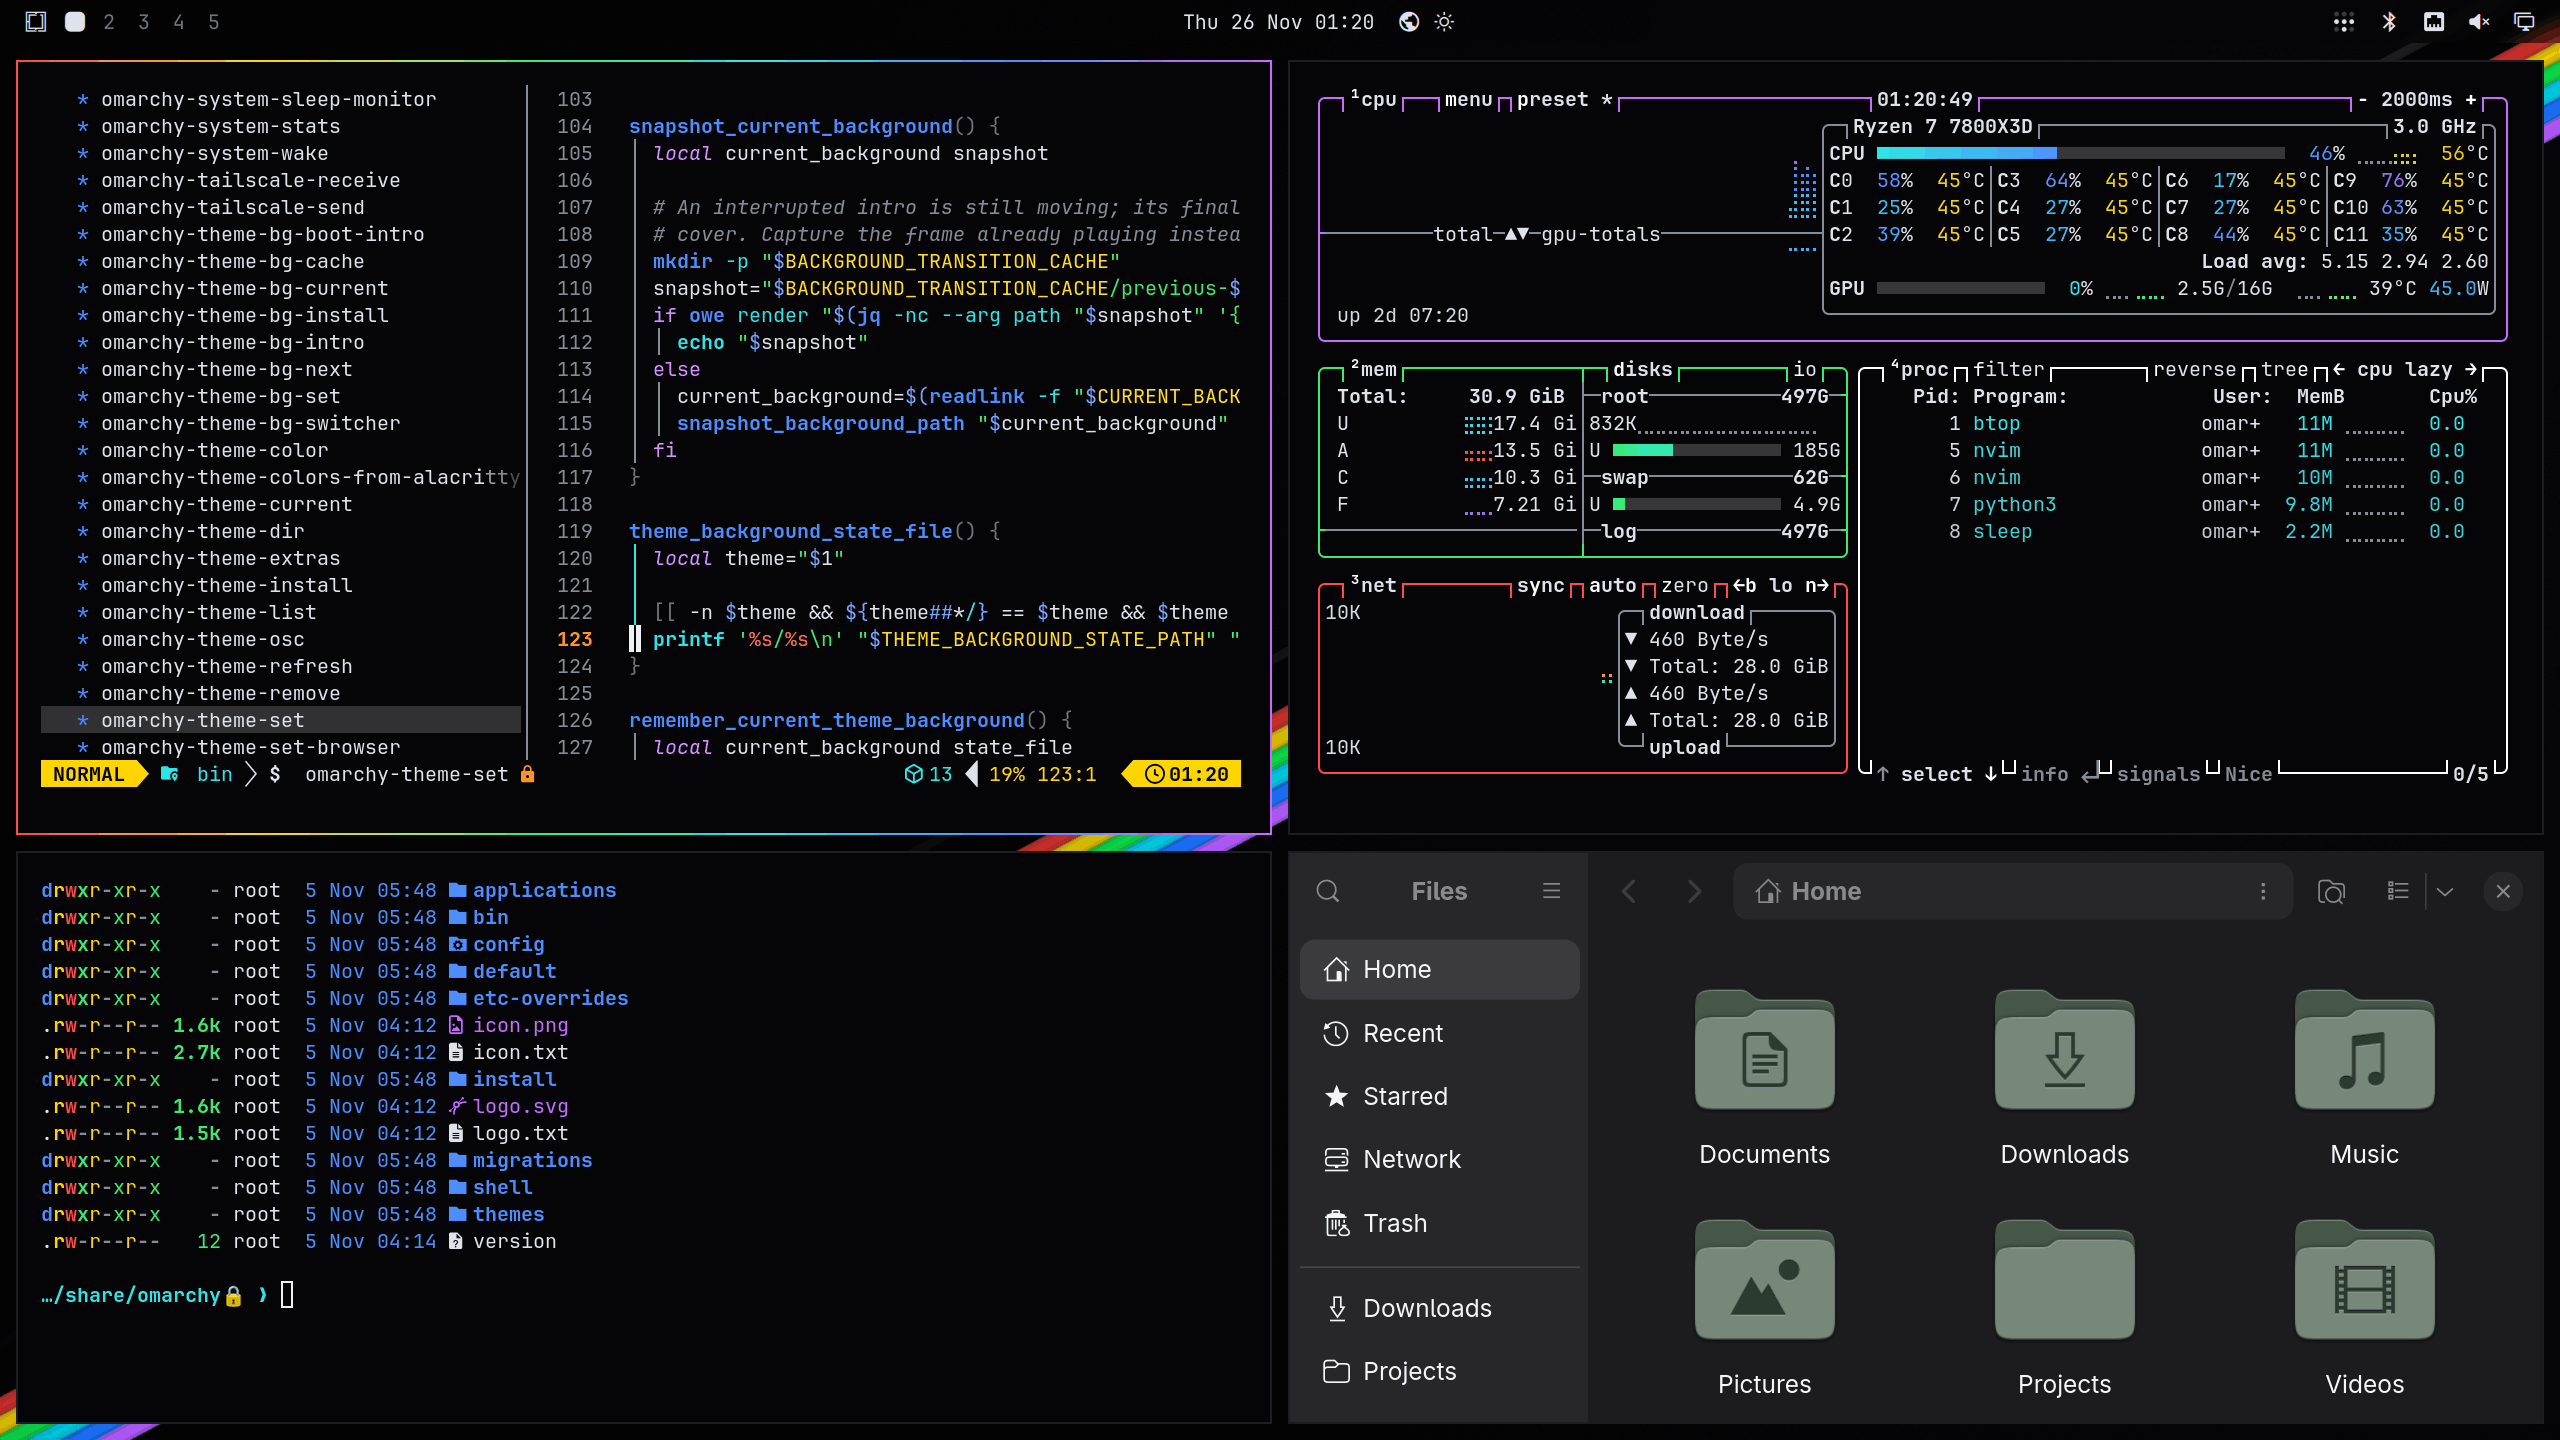 2 3 4 5
Thu 26 Nov 01:20
* omarchy-system-sleep-monitor
* omarchy-system-stats
* omarchy-system-wake
* omarchy-tailscale-receive
* omarchy-tailscale-send
* omarchy-theme-bg-boot-intro
* omarchy-theme-bg-cache
* omarchy-theme-bg-current
* omarchy-theme-bg-install
* omarchy-theme-bg-intro
* omarchy-theme-bg-next
* omarchy-theme-bg-set
* omarchy-theme-bg-switcher
* omarchy-theme-color
* omarchy-theme-colors-from-alacritty
* omarchy-theme-current
* omarchy-theme-dir
* omarchy-theme-extras
* omarchy-theme-install
* omarchy-theme-list
* omarchy-theme-osc
* omarchy-theme-refresh
* omarchy-theme-remove
* omarchy-theme-set
* omarchy-theme-set-browser
103
104 snapshot_current_background() {
105 local current_background snapshot
106
107 # An interrupted intro is still moving; its final
108 # cover. Capture the frame already playing instea
109 mkdir -p "$BACKGROUND_TRANSITION_CACHE"
110 snapshot="$BACKGROUND_TRANSITION_CACHE/previous-$
111 if owe render "$(jq -nc --arg path "$snapshot" '{
112 echo "$snapshot"
113 else
114 current_background=$(readlink -f "$CURRENT_BACK
115 snapshot_background_path "$current_background"
116 fi
117 }
118
119 theme_background_state_file() {
120 local theme="$1"
121
122 [[ -n $theme && ${theme##*/} == $theme && $theme
123 printf '%s/%s\n' "$THEME_BACKGROUND_STATE_PATH" "
124 }
125
126 remember_current_theme_background() {
127 local current_background state_file
NORMAL bin $ omarchy-theme-set 13 19% 123:1 01:20
1cpu menu preset * 01:20:49 - 2000ms +
Ryzen 7 7800X3D 3.0 GHz
CPU 46% 56°C
C0 58% 45°C C3 64% 45°C C6 17% 45°C C9 76% 45°C
C1 25% 45°C C4 27% 45°C C7 27% 45°C C10 63% 45°C
total ▲▼ gpu-totals
C2 39% 45°C C5 27% 45°C C8 44% 45°C C11 35% 45°C
Load avg: 5.15 2.94 2.60
GPU 0% 2.5G/16G 39°C 45.0W
up 2d 07:20
2mem disks io
Total: 30.9 GiB root 497G
U 17.4 Gi 832K
A 13.5 Gi U 185G
C 10.3 Gi swap 62G
F 7.21 Gi U 4.9G
log 497G
3net sync auto zero ←b lo n→
10K
download
▼ 460 Byte/s
▼ Total: 28.0 GiB
▲ 460 Byte/s
▲ Total: 28.0 GiB
10K
upload
4proc filter reverse tree ← cpu lazy →
Pid: Program: User: MemB Cpu%
1 btop omar+ 11M 0.0
5 nvim omar+ 11M 0.0
6 nvim omar+ 10M 0.0
7 python3 omar+ 9.8M 0.0
8 sleep omar+ 2.2M 0.0
↑ select ↓ info ↵ signals Nice 0/5
drwxr-xr-x - root 5 Nov 05:48 applications
drwxr-xr-x - root 5 Nov 05:48 bin
drwxr-xr-x - root 5 Nov 05:48 config
drwxr-xr-x - root 5 Nov 05:48 default
drwxr-xr-x - root 5 Nov 05:48 etc-overrides
.rw-r--r-- 1.6k root 5 Nov 04:12 icon.png
.rw-r--r-- 2.7k root 5 Nov 04:12 icon.txt
drwxr-xr-x - root 5 Nov 05:48 install
.rw-r--r-- 1.6k root 5 Nov 04:12 logo.svg
.rw-r--r-- 1.5k root 5 Nov 04:12 logo.txt
drwxr-xr-x - root 5 Nov 05:48 migrations
drwxr-xr-x - root 5 Nov 05:48 shell
drwxr-xr-x - root 5 Nov 05:48 themes
.rw-r--r-- 12 root 5 Nov 04:14 version
…/share/omarchy🔒 ❯
Files
Home
Recent
Starred
Network
Trash
Downloads
Projects
Home
Documents
Downloads
Music
Pictures
Projects
Videos